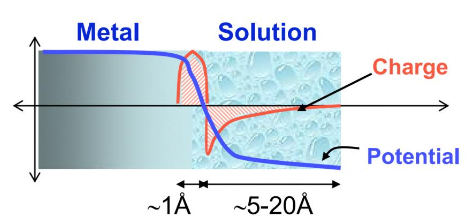 Metal
Solution
Charge
Potential
~1Å
~5-20Å